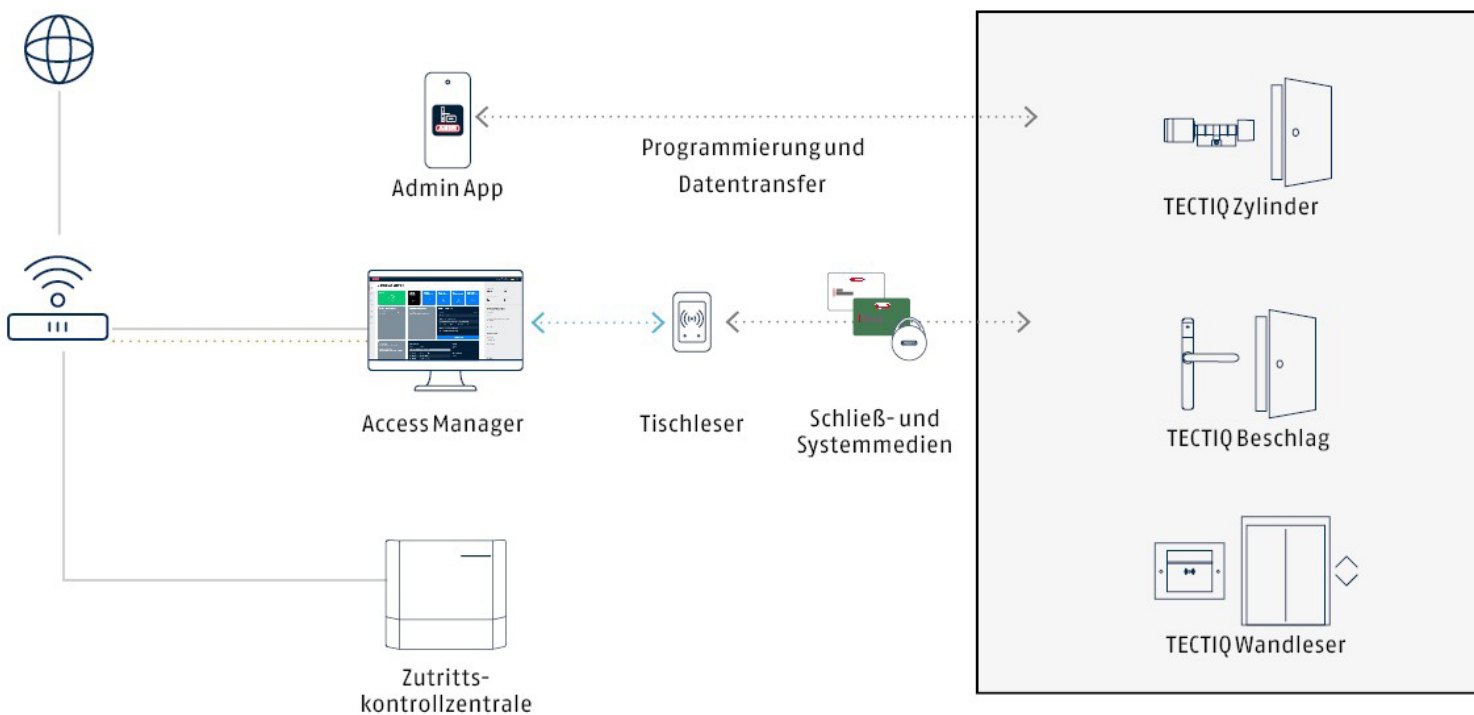 Admin App
Programmierung und
Datentransfer
TECTIQ Zylinder
Access Manager
Tischleser
Schließ- und
Systemmedien
TECTIQ Beschlag
TECTIQ Wandleser
Zutritts-
kontrollzentrale